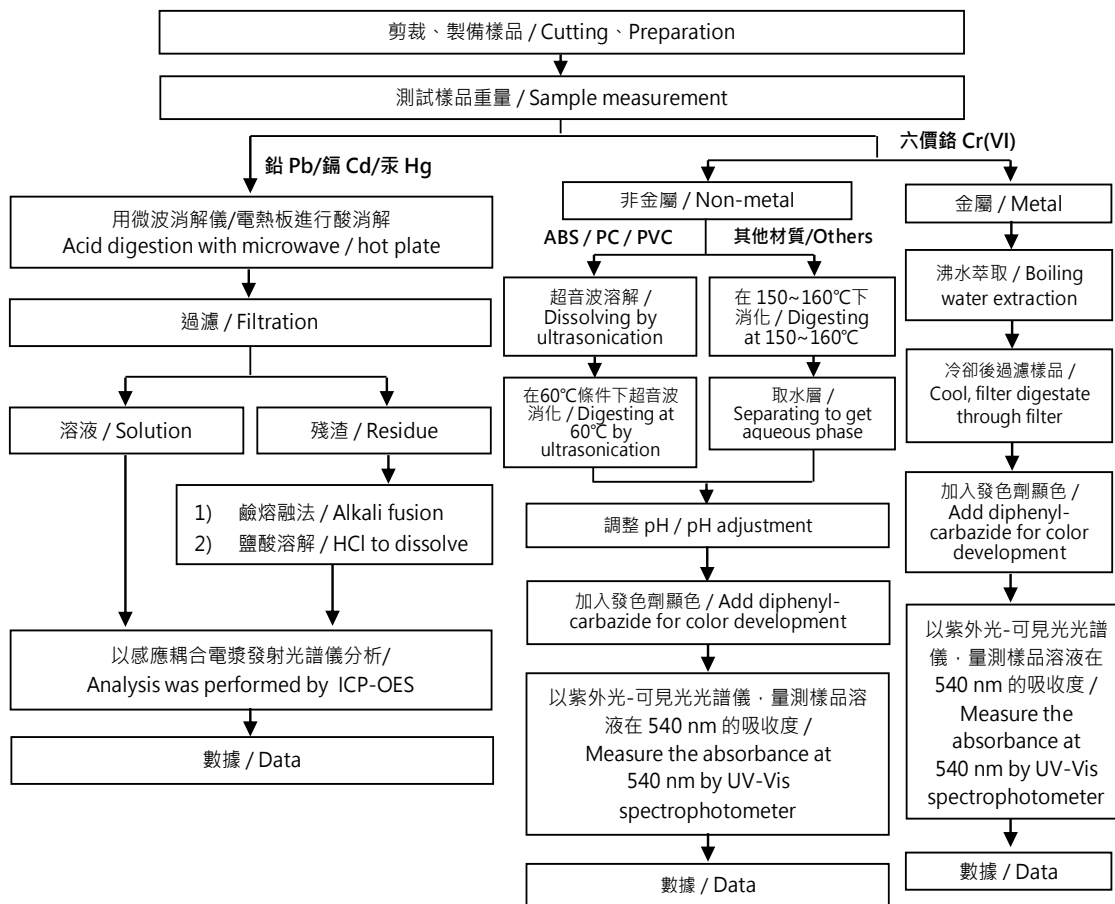 剪裁、製備樣品 / Cutting、Preparation
測試樣品重量 / Sample measurement
鉛 Pb/鎘 Cd/汞 Hg
用微波消解儀/電熱板進行酸消解
Acid digestion with microwave / hot plate
過濾 / Filtration
溶液 / Solution
殘渣 / Residue
1) 鹼熔融法 / Alkali fusion
2) 鹽酸溶解 / HCl to dissolve
以感應耦合電漿發射光譜儀分析/
Analysis was performed by ICP-OES
數據 / Data
六價鉻 Cr(VI)
非金屬 / Non-metal
ABS / PC / PVC
超音波溶解 /
Dissolving by
ultrasonication
在60℃條件下超音波
消化 / Digesting at
60℃ by
ultrasonication
其他材質/Others
在 150~160℃下
消化 / Digesting
at 150~160℃
取水層 /
Separating to get
aqueous phase
調整 pH / pH adjustment
加入發色劑顯色 / Add diphenyl-
carbazide for color development
以紫外光-可見光光譜儀，量測樣品溶
液在 540 nm 的吸收度 /
Measure the absorbance at
540 nm by UV-Vis
spectrophotometer
數據 / Data
金屬 / Metal
沸水萃取 / Boiling
water extraction
冷卻後過濾樣品 /
Cool, filter digestate
through filter
加入發色劑顯色 /
Add diphenyl-
carbazide for color
development
以紫外光-可見光光譜
儀，量測樣品溶液在
540 nm 的吸收度 /
Measure the
absorbance at
540 nm by UV-Vis
spectrophotometer
數據 / Data